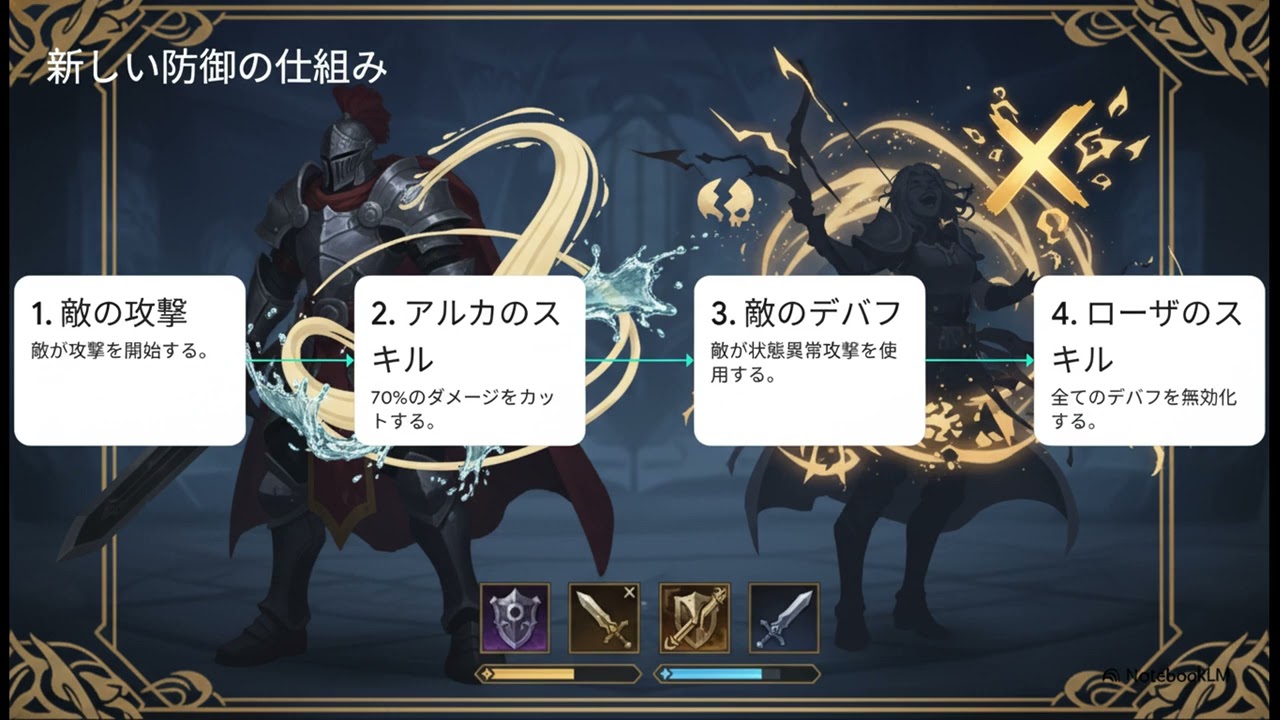 新しい防御の仕組み
1. 敵の攻撃
敵が攻撃を開始する。
2. アルカのス
キル
70%のダメージをカッ
トする。
3. 敵のデバフ
敵が状態異常攻撃を使
用する。
4. ローザのス
キル
全てのデバフを無効化
する。
NotebookLM